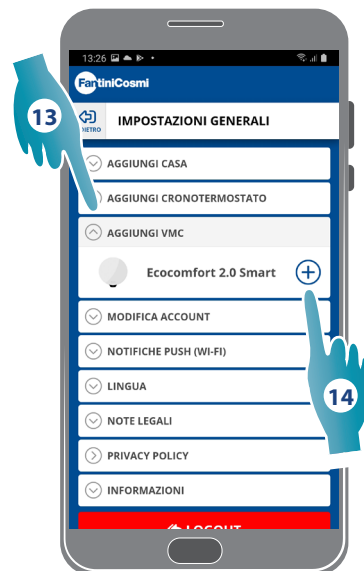 13:26
FantiniCosmi
13
IMPOSTAZIONI GENERALI
AGGIUNGI CASA
AGGIUNGI CRONOTERMOSTATO
AGGIUNGI VMC
Ecocomfort 2.0 Smart
MODIFICA ACCOUNT
NOTIFICHE PUSH (WI-FI)
LINGUA
14
NOTE LEGALI
PRIVACY POLICY
INFORMAZIONI
LOGOUT